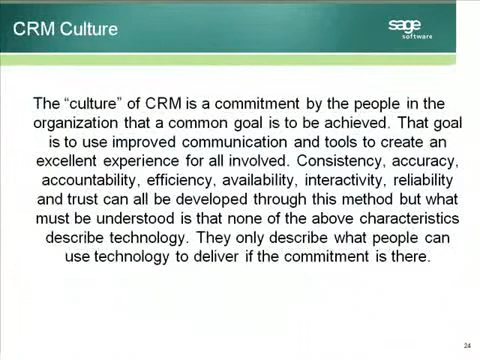 CRM Culture
sage
software
The “culture” of CRM is a commitment by the people in the
organization that a common goal is to be achieved. That goal
is to use improved communication and tools to create an
excellent experience for all involved. Consistency, accuracy,
accountability, efficiency, availability, interactivity, reliability
and trust can all be developed through this method but what
must be understood is that none of the above characteristics
describe technology. They only describe what people can
use technology to deliver if the commitment is there.
24